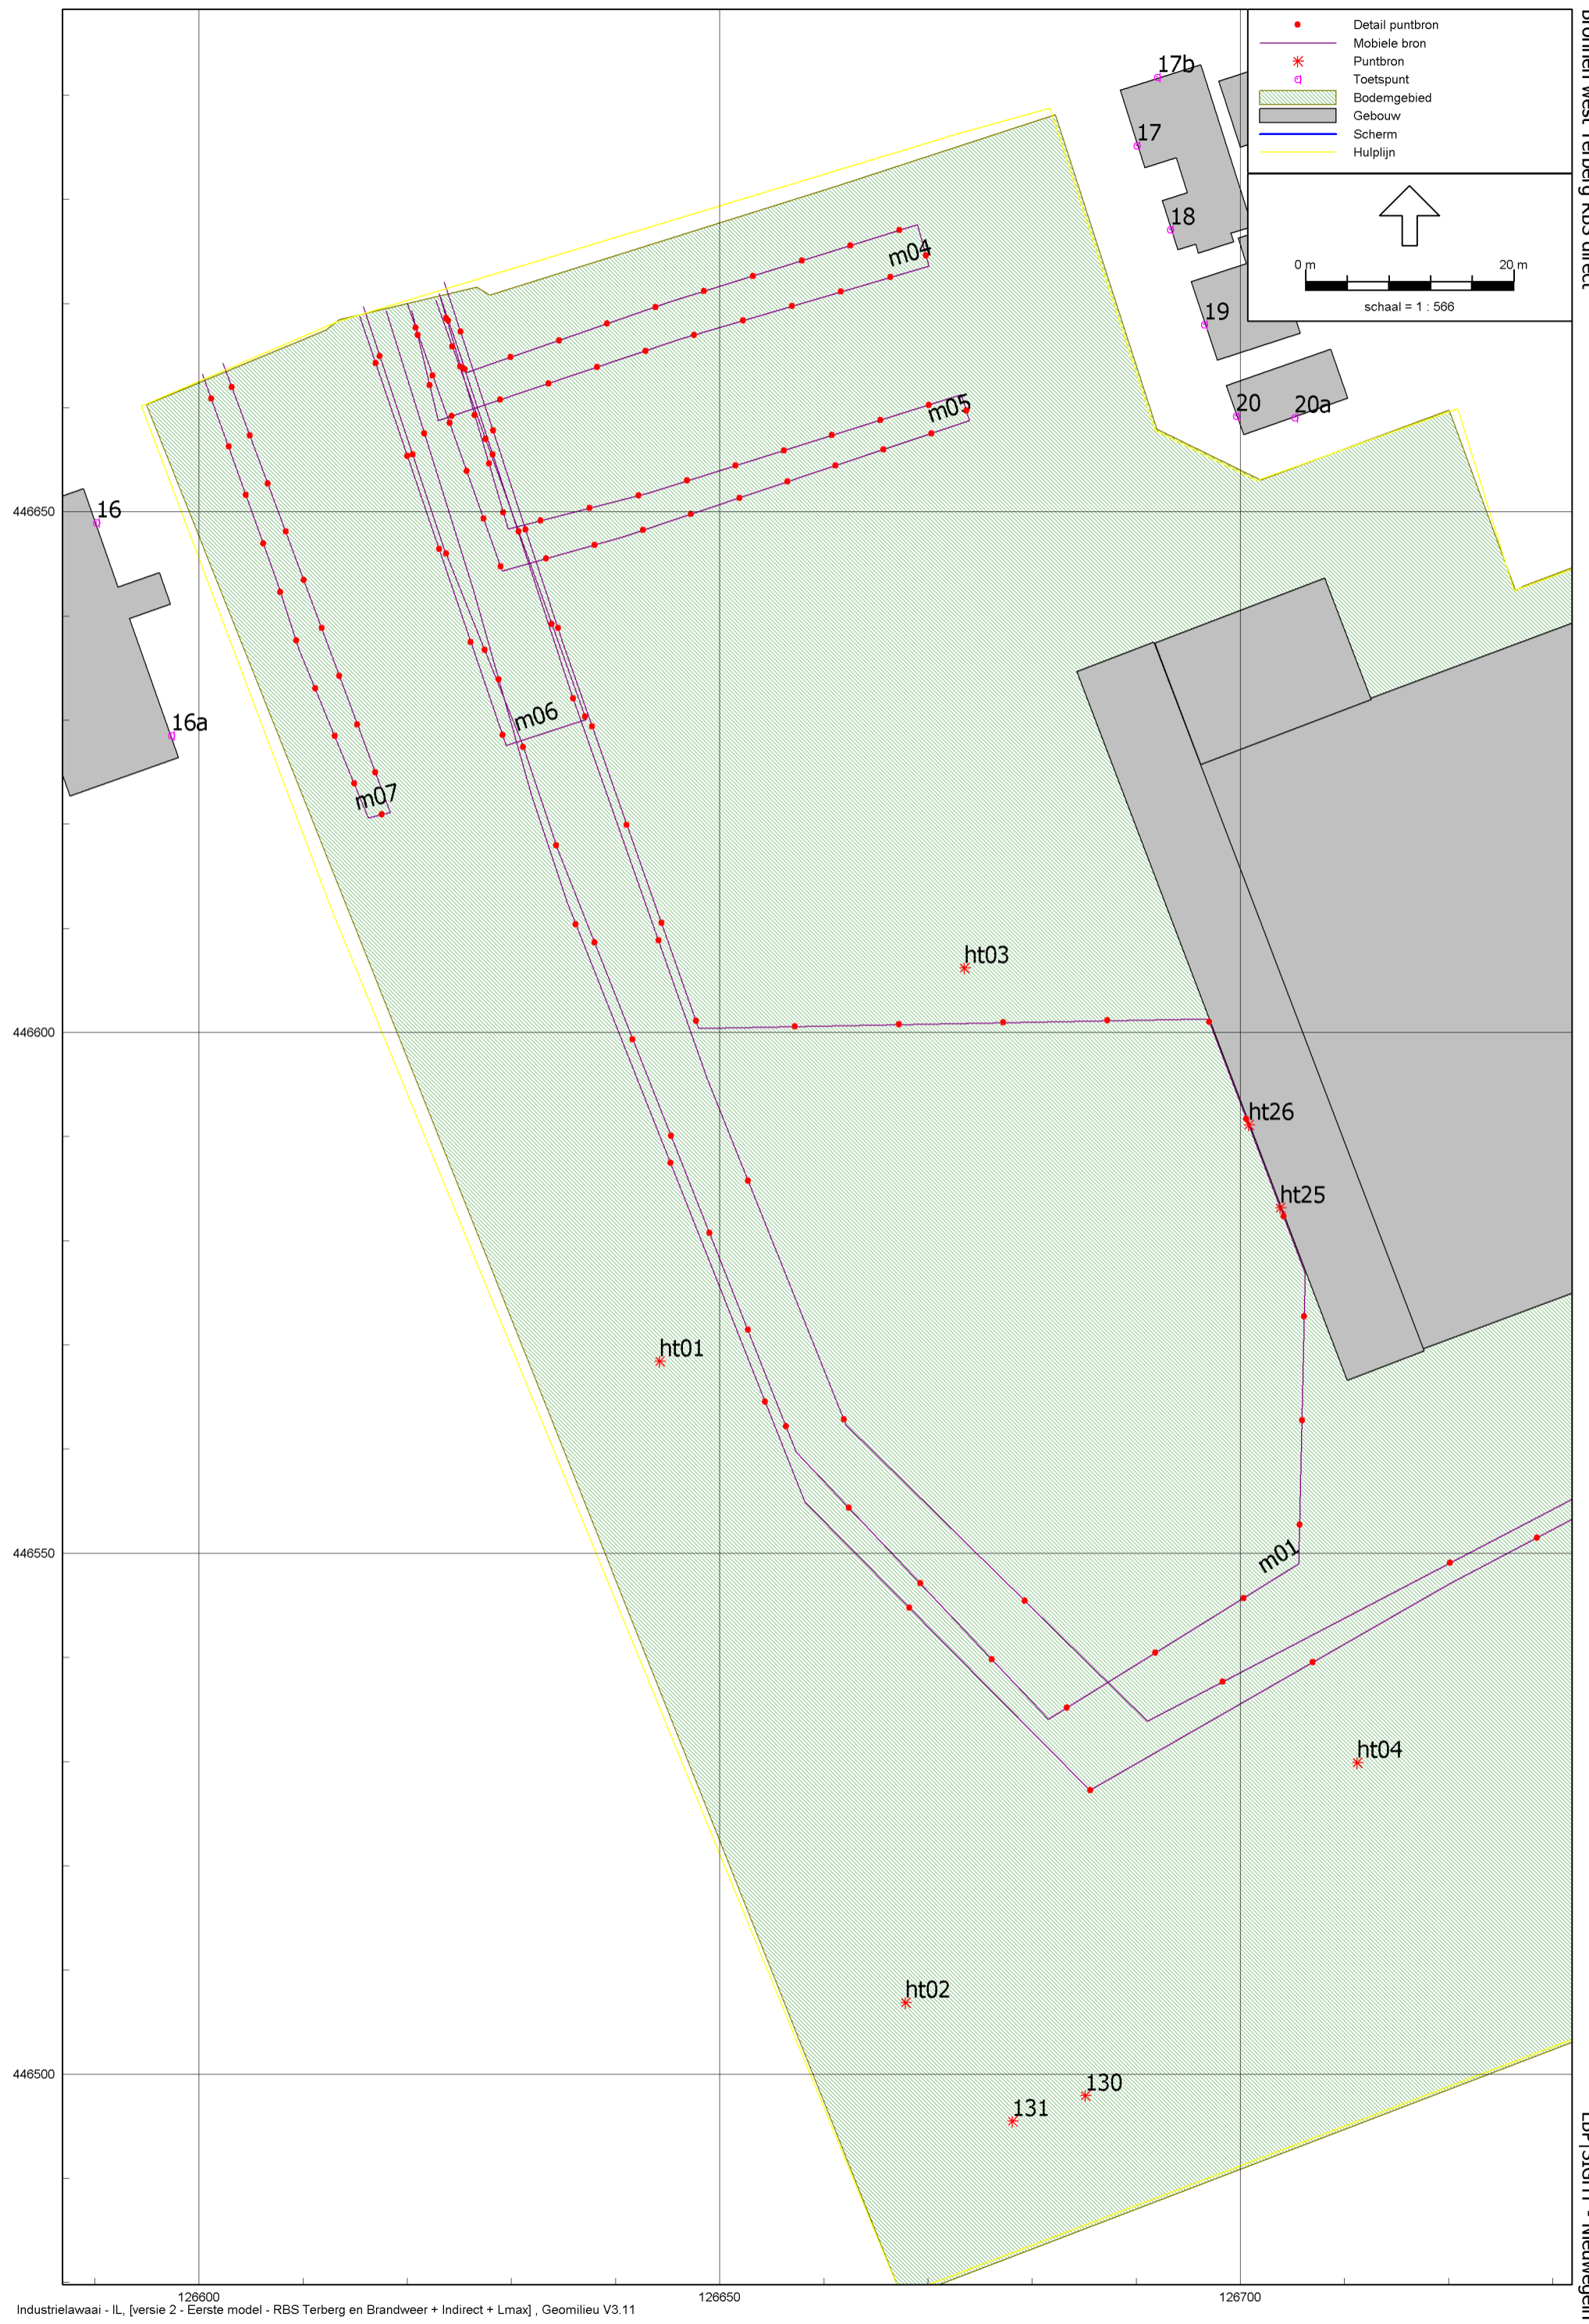 Detail puntbron
Mobiele bron
Puntbron
Toetspunt
Bodemgebied
Gebouw
Scherm
Hulplijn
0 m 20 m
schaal = 1 : 566
17b
17
18
19
20
20a
m04
m05
16
16a
m06
m07
ht03
ht26
ht25
ht01
m01
ht04
ht02
130
131
446650
446600
446550
446500
126600
126650
126700
Industrielawaai - IL, [versie 2 - Eerste model - RBS Terberg en Brandweer + Indirect + Lmax] , Geomilieu V3.11